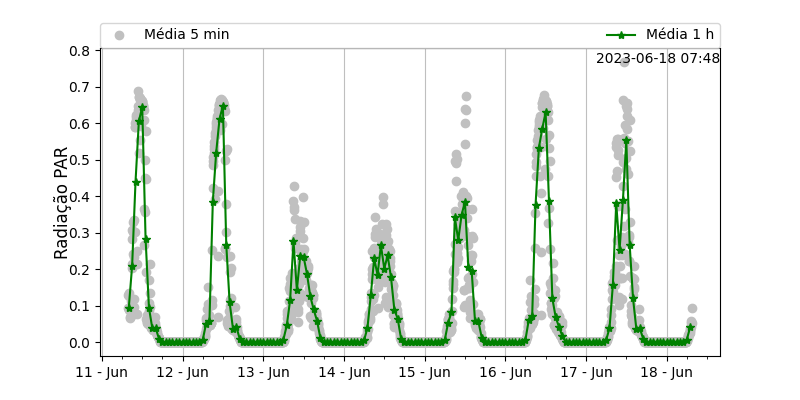 Média 5 min
Média 1 h
2023-06-18 07:48
Radiação PAR
0.8
0.7
0.6
0.5
0.4
0.3
0.2
0.1
0.0
11 - Jun
12 - Jun
13 - Jun
14 - Jun
15 - Jun
16 - Jun
17 - Jun
18 - Jun